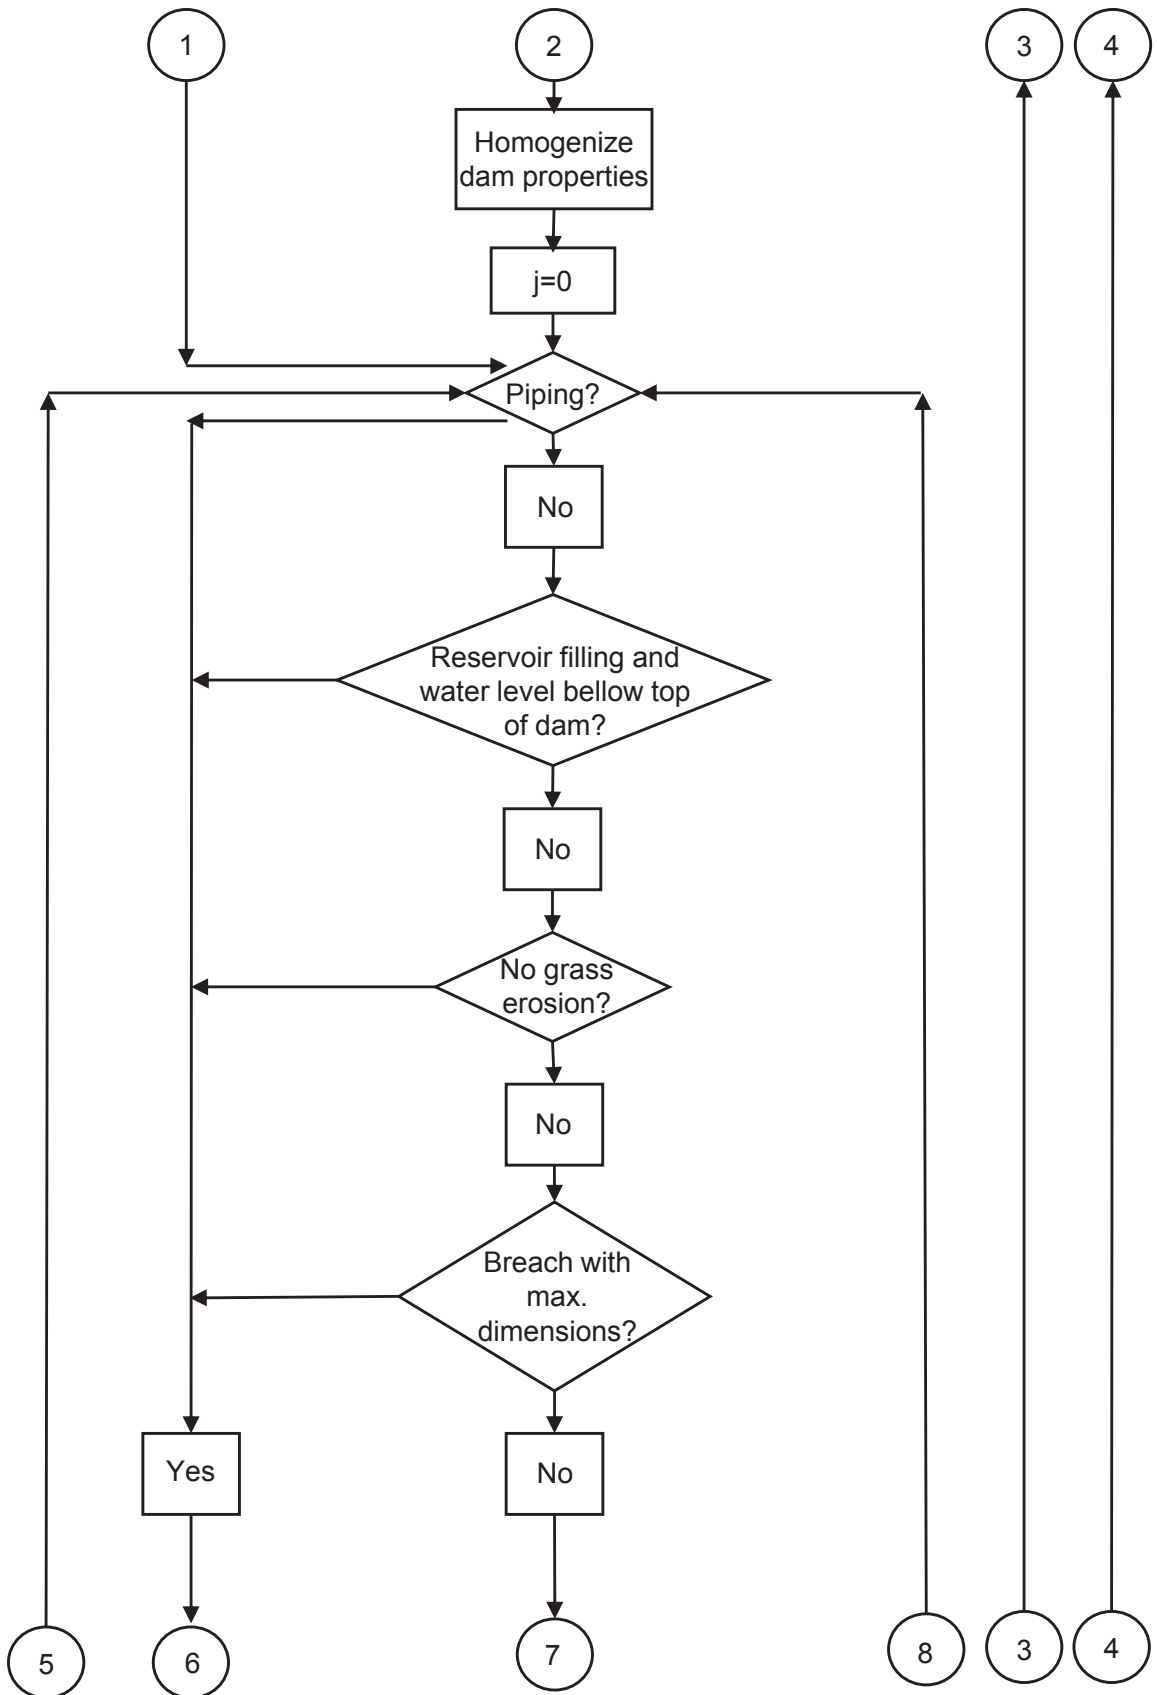 1
2
3
4
Homogenize
dam properties
j=0
Piping?
No
Reservoir filling and
water level bellow top
of dam?
No
No grass
erosion?
No
Breach with
max.
dimensions?
Yes
No
5
6
7
8
3
4